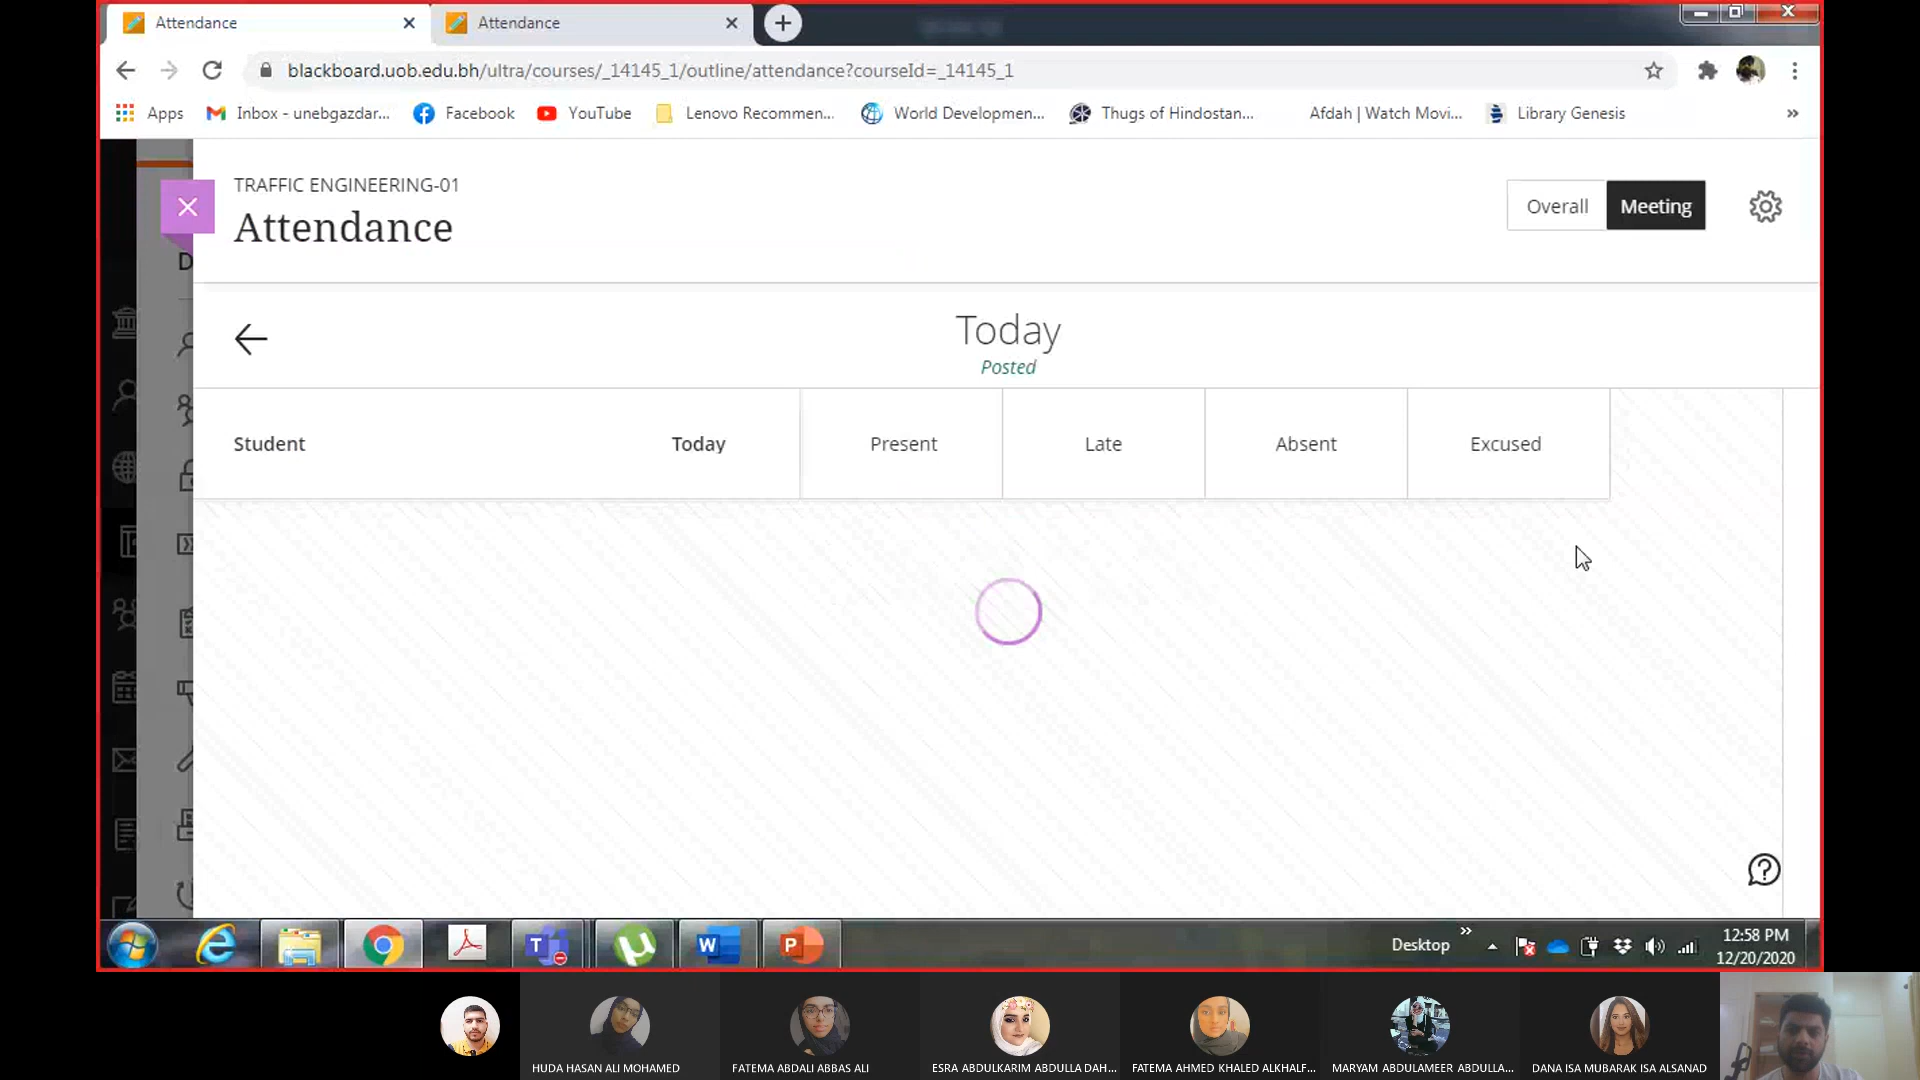 Attendance
Attendance
blackboard.uob.edu.bh/ultra/courses/_14145_1/outline/attendance?courseId=_14145_1
Apps
Inbox - unebgazdar...
Facebook
YouTube
Lenovo Recommen...
World Developmen...
Thugs of Hindostan...
Afdah | Watch Movi...
Library Genesis
»
TRAFFIC ENGINEERING-01
Attendance
Overall
Meeting
D
Today
Posted
Student
Today
Present
Late
Absent
Excused
Desktop
»
12:58 PM
12/20/2020
HUDA HASAN ALI MOHAMED
FATEMA ABDALI ABBAS ALI
ESRA ABDULKARIM ABDULLA DAH...
FATEMA AHMED KHALED ALKHALF...
MARYAM ABDULAMEER ABDULLA...
DANA ISA MUBARAK ISA ALSANAD